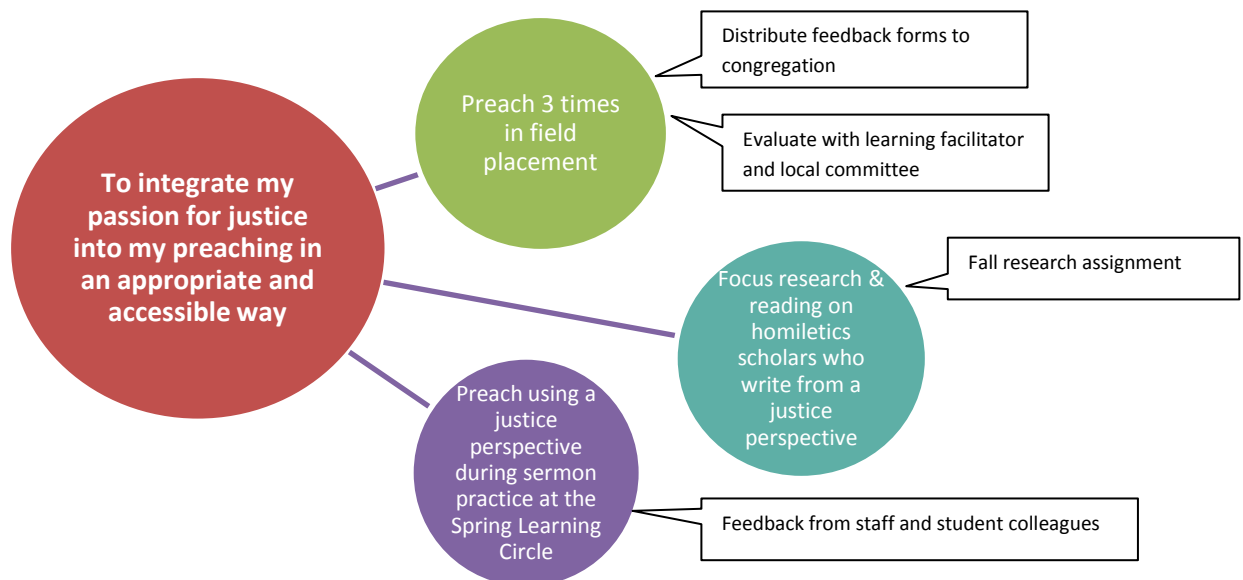 To integrate my
passion for justice
into my preaching in
an appropriate and
accessible way
Preach 3 times
in field
placement
Distribute feedback forms to
congregation
Evaluate with learning facilitator
and local committee
Focus research &
reading on
homiletics
scholars who
write from a
justice
perspective
Fall research assignment
Preach using a
justice
perspective
during sermon
practice at the
Spring Learning
Circle
Feedback from staff and student colleagues